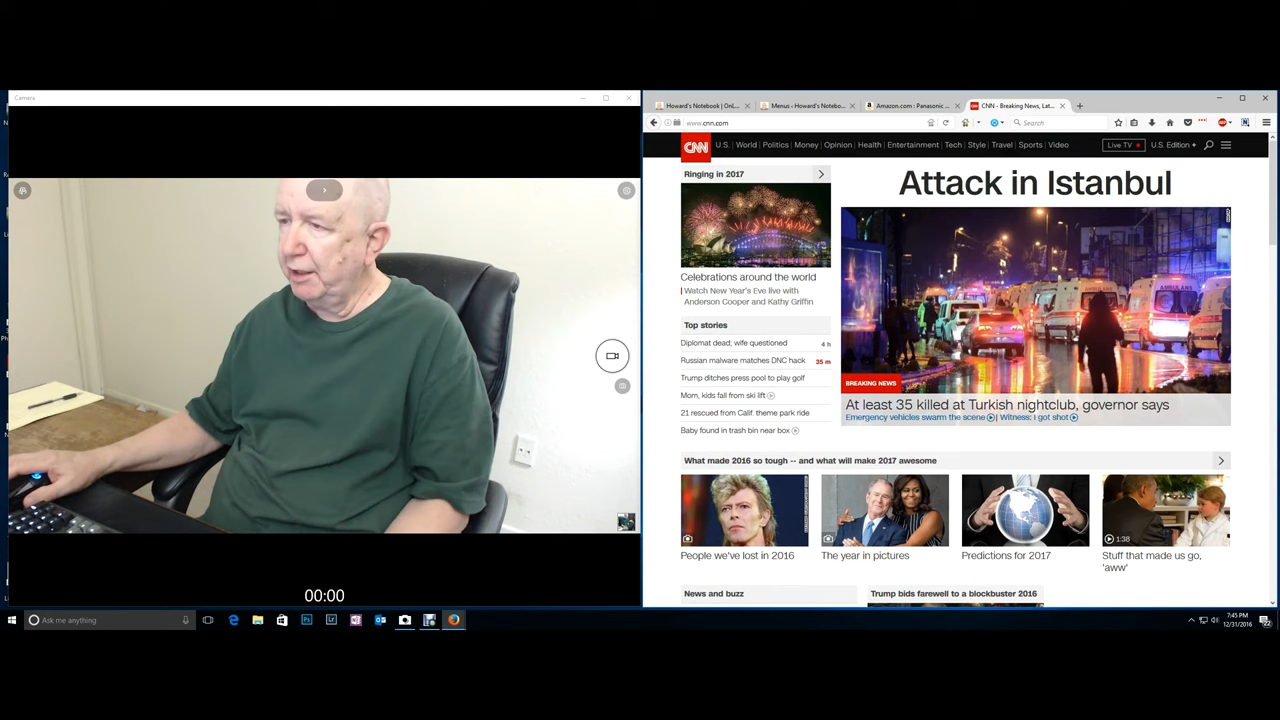 Camera
00:00
Howard's Notebook | OnL...
Menus ‹ Howard's Notebo...
Amazon.com : Panasonic ...
CNN - Breaking News, Lat...
www.cnn.com
Search
CNN
U.S.
World
Politics
Money
Opinion
Health
Entertainment
Tech
Style
Travel
Sports
Video
Live TV
U.S. Edition +
Ringing in 2017
Celebrations around the world
Watch New Year's Eve live with
Anderson Cooper and Kathy Griffin
Top stories
Diplomat dead; wife questioned 4 h
Russian malware matches DNC hack 35 m
Trump ditches press pool to play golf
Mom, kids fall from ski lift
21 rescued from Calif. theme park ride
Baby found in trash bin near box
Attack in Istanbul
AMBULANS
BREAKING NEWS
At least 35 killed at Turkish nightclub, governor says
Emergency vehicles swarm the scene | Witness: I got shot
What made 2016 so tough -- and what will make 2017 awesome
People we've lost in 2016
The year in pictures
Predictions for 2017
1:38
Stuff that made us go,
'aww'
News and buzz
Trump bids farewell to a blockbuster 2016
Ask me anything
Ps
Lr
7:45 PM
12/31/2016
22